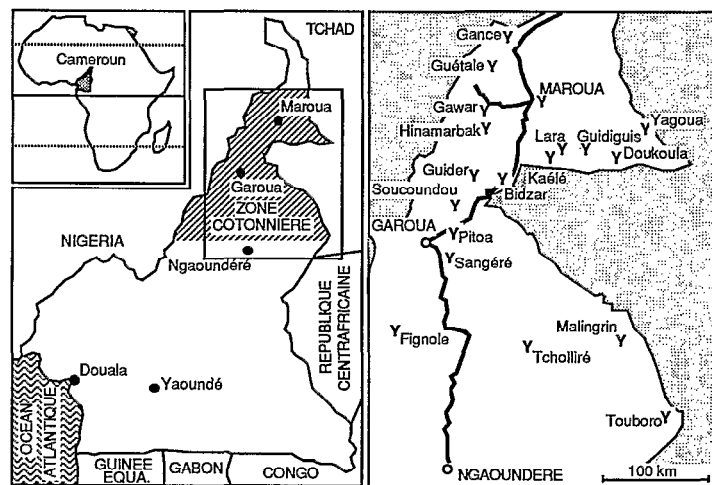 Cameroun
TCHAD
Maroua
Garoua
ZONE
COTONNIERE
NIGERIA
Ngaoundéré
REPUBLIQUE
CENTRAFRICAINE
Douala
Yaoundé
OCEAN
ATLANTIQUE
GUINEE
EQUA.
GABON
CONGO
Gance
Guétale
MAROUA
Gawar
Hinamarbak
Yagoua
Lara
Guidiguis
Doukoula
Guider
Kaélé
Soucoundou
Bidzar
GAROUA
Pitoa
Sangéré
Fignole
Malingrin
Tcholliré
Touboro
NGAOUNDERE
100 km